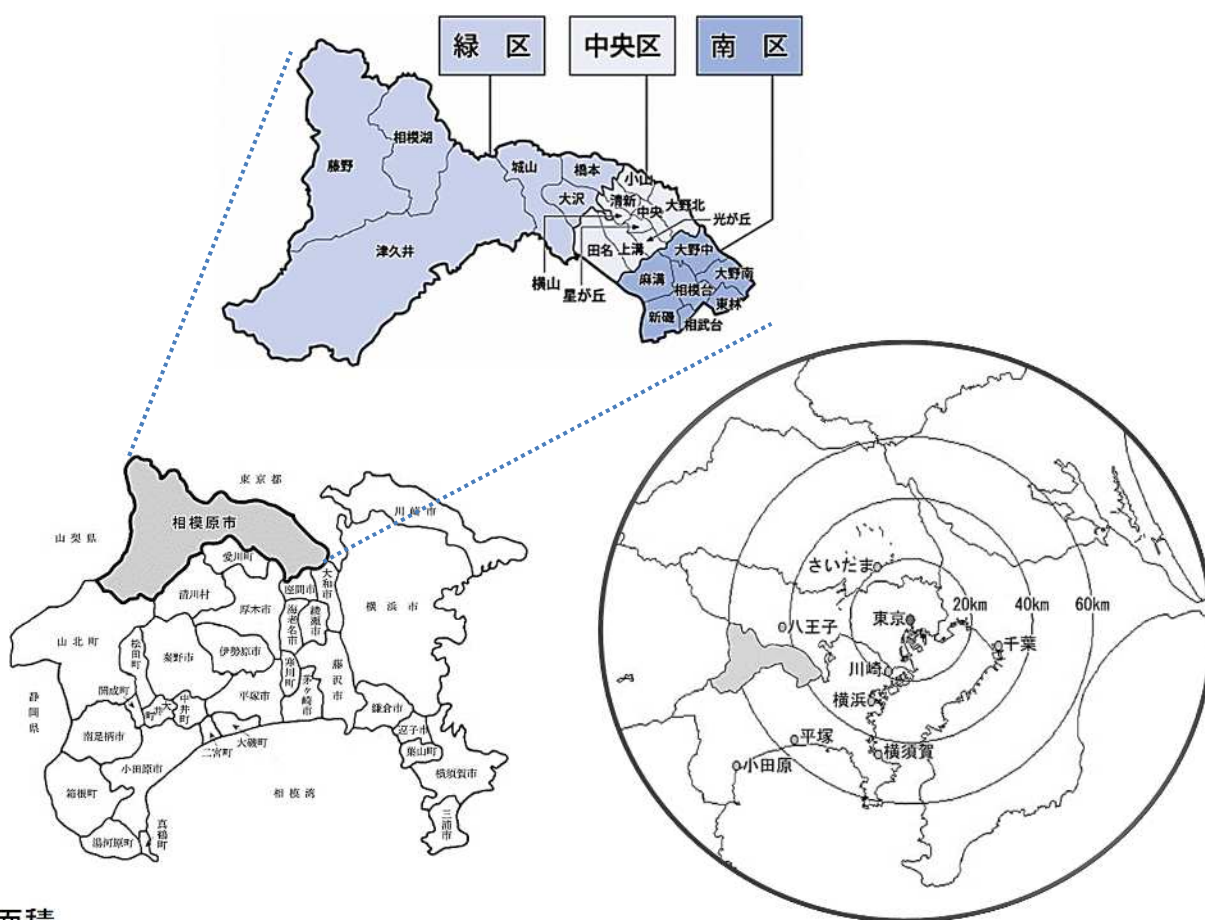 緑 区
中央区
南 区
相模湖
藤野
城山
橋本
小山
大沢
清新
中央
大野北
光が丘
津久井
田名
上溝
大野中
横山
星が丘
麻溝
相模台
大野南
東林
新磯
相武台
東京都
川崎市
相模原市
山梨県
愛川町
大和市
座間市
清川村
厚木市
海老名市
綾瀬市
横浜市
山北町
松田町
秦野市
伊勢原市
寒川町
藤沢市
静岡県
開成町
大井町
中井町
平塚市
茅ヶ崎市
鎌倉市
南足柄市
二宮町
大磯町
逗子市
葉山町
小田原市
横須賀市
箱根町
相模湾
真鶴町
三浦市
湯河原町
さいたま
東京
20km
40km
60km
八王子
千葉
川崎
横浜
平塚
横須賀
小田原
面積